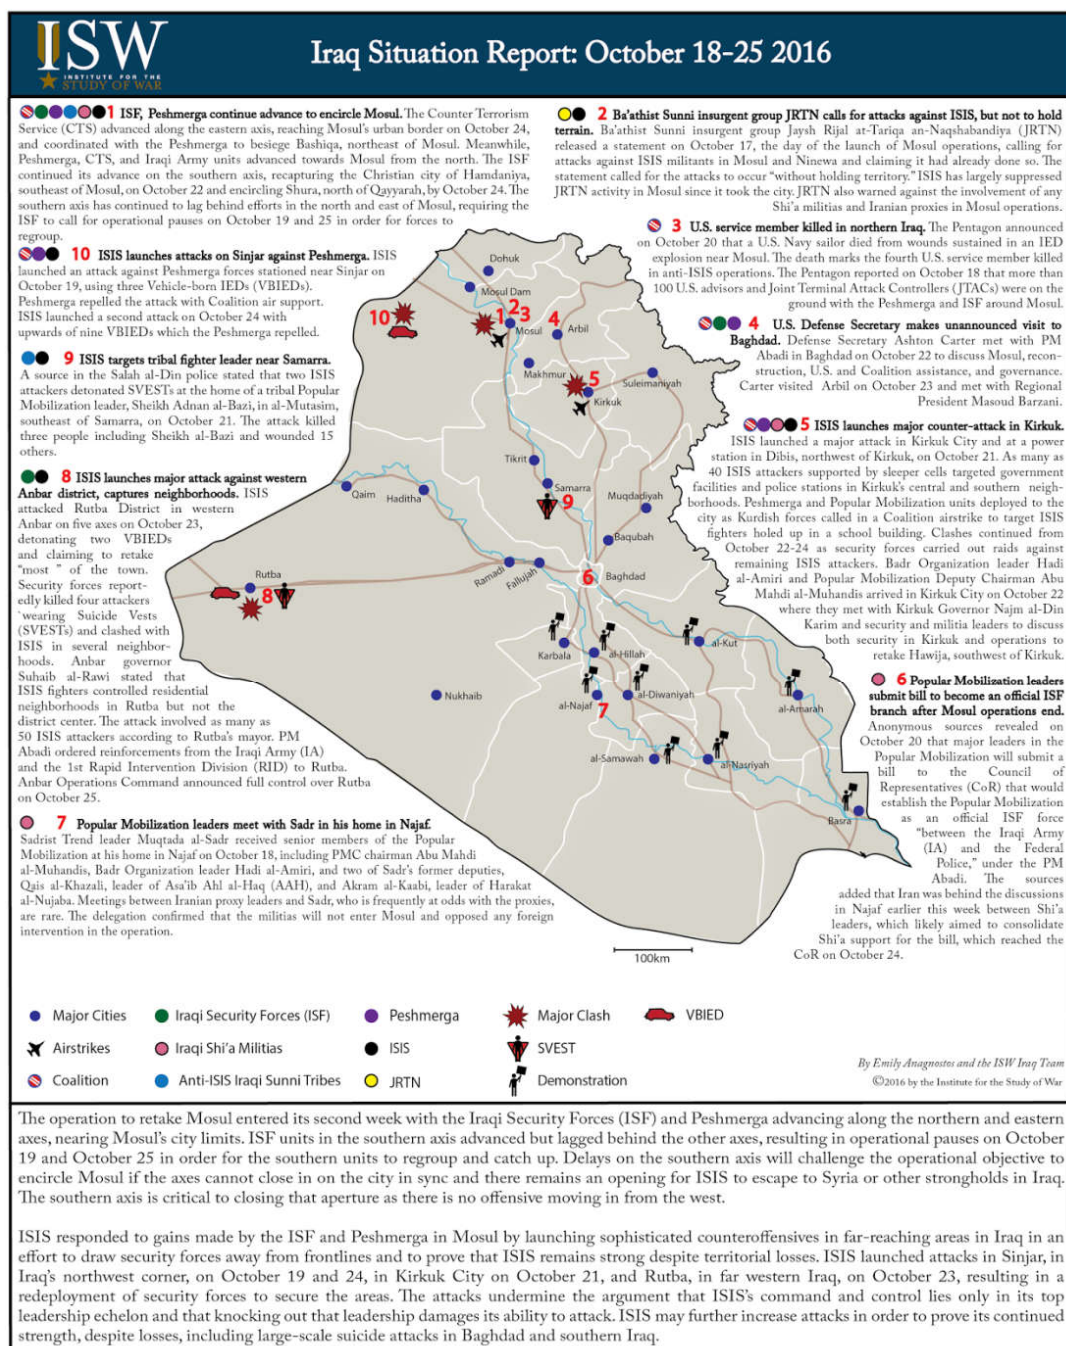 ISW
INSTITUTE FOR THE
STUDY OF WAR
Iraq Situation Report: October 18-25 2016
1 ISF, Peshmerga continue advance to encircle Mosul. The Counter Terrorism
Service (CTS) advanced along the eastern axis, reaching Mosul's urban border on October 24,
and coordinated with the Peshmerga to besiege Bashiqa, northeast of Mosul. Meanwhile,
Peshmerga, CTS, and Iraqi Army units advanced towards Mosul from the north. The ISF
continued its advance on the southern axis, recapturing the Christian city of Hamdaniya,
southeast of Mosul, on October 22 and encircling Shura, north of Qayyarah, by October 24. The
southern axis has continued to lag behind efforts in the north and east of Mosul, requiring the
ISF to call for operational pauses on October 19 and 25 in order for forces to
regroup.
2 Ba'athist Sunni insurgent group JRTN calls for attacks against ISIS, but not to hold
terrain. Ba'athist Sunni insurgent group Jaysh Rijal at-Tariqa an-Naqshabandiya (JRTN)
released a statement on October 17, the day of the launch of Mosul operations, calling for
attacks against ISIS militants in Mosul and Ninewa and claiming it had already done so. The
statement called for the attacks to occur "without holding territory." ISIS has largely suppressed
JRTN activity in Mosul since it took the city. JRTN also warned against the involvement of any
Shi'a militias and Iranian proxies in Mosul operations.
3 U.S. service member killed in northern Iraq. The Pentagon announced
on October 20 that a U.S. Navy sailor died from wounds sustained in an IED
explosion near Mosul. The death marks the fourth U.S. service member killed
in anti-ISIS operations. The Pentagon reported on October 18 that more than
100 U.S. advisors and Joint Terminal Attack Controllers (JTACs) were on the
ground with the Peshmerga and ISF around Mosul.
4 U.S. Defense Secretary makes unannounced visit to
Baghdad. Defense Secretary Ashton Carter met with PM
Abadi in Baghdad on October 22 to discuss Mosul, recon-
struction, U.S. and Coalition assistance, and governance.
Carter visited Arbil on October 23 and met with Regional
President Masoud Barzani.
5 ISIS launches major counter-attack in Kirkuk.
ISIS launched a major attack in Kirkuk City and at a power
station in Dibis, northwest of Kirkuk, on October 21. As many as
40 ISIS attackers supported by sleeper cells targeted government
facilities and police stations in Kirkuk's central and southern neigh-
borhoods. Peshmerga and Popular Mobilization units deployed to the
city as Kurdish forces called in a Coalition airstrike to target ISIS
fighters holed up in a school building. Clashes continued from
October 22-24 as security forces carried out raids against
remaining ISIS attackers. Badr Organization leader Hadi
al-Amiri and Popular Mobilization Deputy Chairman Abu
Mahdi al-Muhandis arrived in Kirkuk City on October 22
where they met with Kirkuk Governor Najm al-Din
Karim and security and militia leaders to discuss
both security in Kirkuk and operations to
retake Hawija, southwest of Kirkuk.
6 Popular Mobilization leaders
submit bill to become an official ISF
branch after Mosul operations end.
Anonymous sources revealed on
October 20 that major leaders in the
Popular Mobilization will submit a
bill to the Council of
Representatives (CoR) that would
establish the Popular Mobilization
as an official ISF force
"between the Iraqi Army
(IA) and the Federal
Police," under the PM
Abadi. The sources
added that Iran was behind the discussions
in Najaf earlier this week between Shi'a
leaders, which likely aimed to consolidate
Shi'a support for the bill, which reached the
CoR on October 24.
10 ISIS launches attacks on Sinjar against Peshmerga. ISIS
launched an attack against Peshmerga forces stationed near Sinjar on
October 19, using three Vehicle-born IEDs (VBIEDs).
Peshmerga repelled the attack with Coalition air support.
ISIS launched a second attack on October 24 with
upwards of nine VBIEDs which the Peshmerga repelled.
9 ISIS targets tribal fighter leader near Samarra.
A source in the Salah al-Din police stated that two ISIS
attackers detonated SVESTs at the home of a tribal Popular
Mobilization leader, Sheikh Adnan al-Bazi, in al-Mutasim,
southeast of Samarra, on October 21. The attack killed
three people including Sheikh al-Bazi and wounded 15
others.
8 ISIS launches major attack against western
Anbar district, captures neighborhoods. ISIS
attacked Rutba District in western
Anbar on five axes on October 23,
detonating two VBIEDs
and claiming to retake
"most " of the town.
Security forces report-
edly killed four attackers
`wearing Suicide Vests
(SVESTs) and clashed with
ISIS in several neighbor-
hoods. Anbar governor
Suhaib al-Rawi stated that
ISIS fighters controlled residential
neighborhoods in Rutba but not the
district center. The attack involved as many as
50 ISIS attackers according to Rutba's mayor. PM
Abadi ordered reinforcements from the Iraqi Army (IA)
and the 1st Rapid Intervention Division (RID) to Rutba.
Anbar Operations Command announced full control over Rutba
on October 25.
7 Popular Mobilization leaders meet with Sadr in his home in Najaf.
Sadrist Trend leader Muqtada al-Sadr received senior members of the Popular
Mobilization at his home in Najaf on October 18, including PMC chairman Abu Mahdi
al-Muhandis, Badr Organization leader Hadi al-Amiri, and two of Sadr's former deputies,
Qais al-Khazali, leader of Asa'ib Ahl al-Haq (AAH), and Akram al-Kaabi, leader of Harakat
al-Nujaba. Meetings between Iranian proxy leaders and Sadr, who is frequently at odds with the proxies,
are rare. The delegation confirmed that the militias will not enter Mosul and opposed any foreign
intervention in the operation.
Dohuk
Mosul Dam
10
1
2
3
4
Mosul
Arbil
Makhmur
5
Suleimaniyah
Kirkuk
Tikrit
Samarra
9
Qaim
Haditha
Muqdadiyah
Baqubah
Ramadi
Fallujah
6
Baghdad
Rutba
8
Karbala
al-Hillah
al-Kut
Nukhaib
al-Najaf
7
al-Diwaniyah
al-Amarah
al-Samawah
al-Nasriyah
Basra
100km
Major Cities
Iraqi Security Forces (ISF)
Peshmerga
Major Clash
VBIED
Airstrikes
Iraqi Shi'a Militias
ISIS
SVEST
Coalition
Anti-ISIS Iraqi Sunni Tribes
JRTN
Demonstration
By Emily Anagnostos and the ISW Iraq Team
©2016 by the Institute for the Study of War
The operation to retake Mosul entered its second week with the Iraqi Security Forces (ISF) and Peshmerga advancing along the northern and eastern
axes, nearing Mosul's city limits. ISF units in the southern axis advanced but lagged behind the other axes, resulting in operational pauses on October
19 and October 25 in order for the southern units to regroup and catch up. Delays on the southern axis will challenge the operational objective to
encircle Mosul if the axes cannot close in on the city in sync and there remains an opening for ISIS to escape to Syria or other strongholds in Iraq.
The southern axis is critical to closing that aperture as there is no offensive moving in from the west.
ISIS responded to gains made by the ISF and Peshmerga in Mosul by launching sophisticated counteroffensives in far-reaching areas in Iraq in an
effort to draw security forces away from frontlines and to prove that ISIS remains strong despite territorial losses. ISIS launched attacks in Sinjar, in
Iraq's northwest corner, on October 19 and 24, in Kirkuk City on October 21, and Rutba, in far western Iraq, on October 23, resulting in a
redeployment of security forces to secure the areas. The attacks undermine the argument that ISIS's command and control lies only in its top
leadership echelon and that knocking out that leadership damages its ability to attack. ISIS may further increase attacks in order to prove its continued
strength, despite losses, including large-scale suicide attacks in Baghdad and southern Iraq.